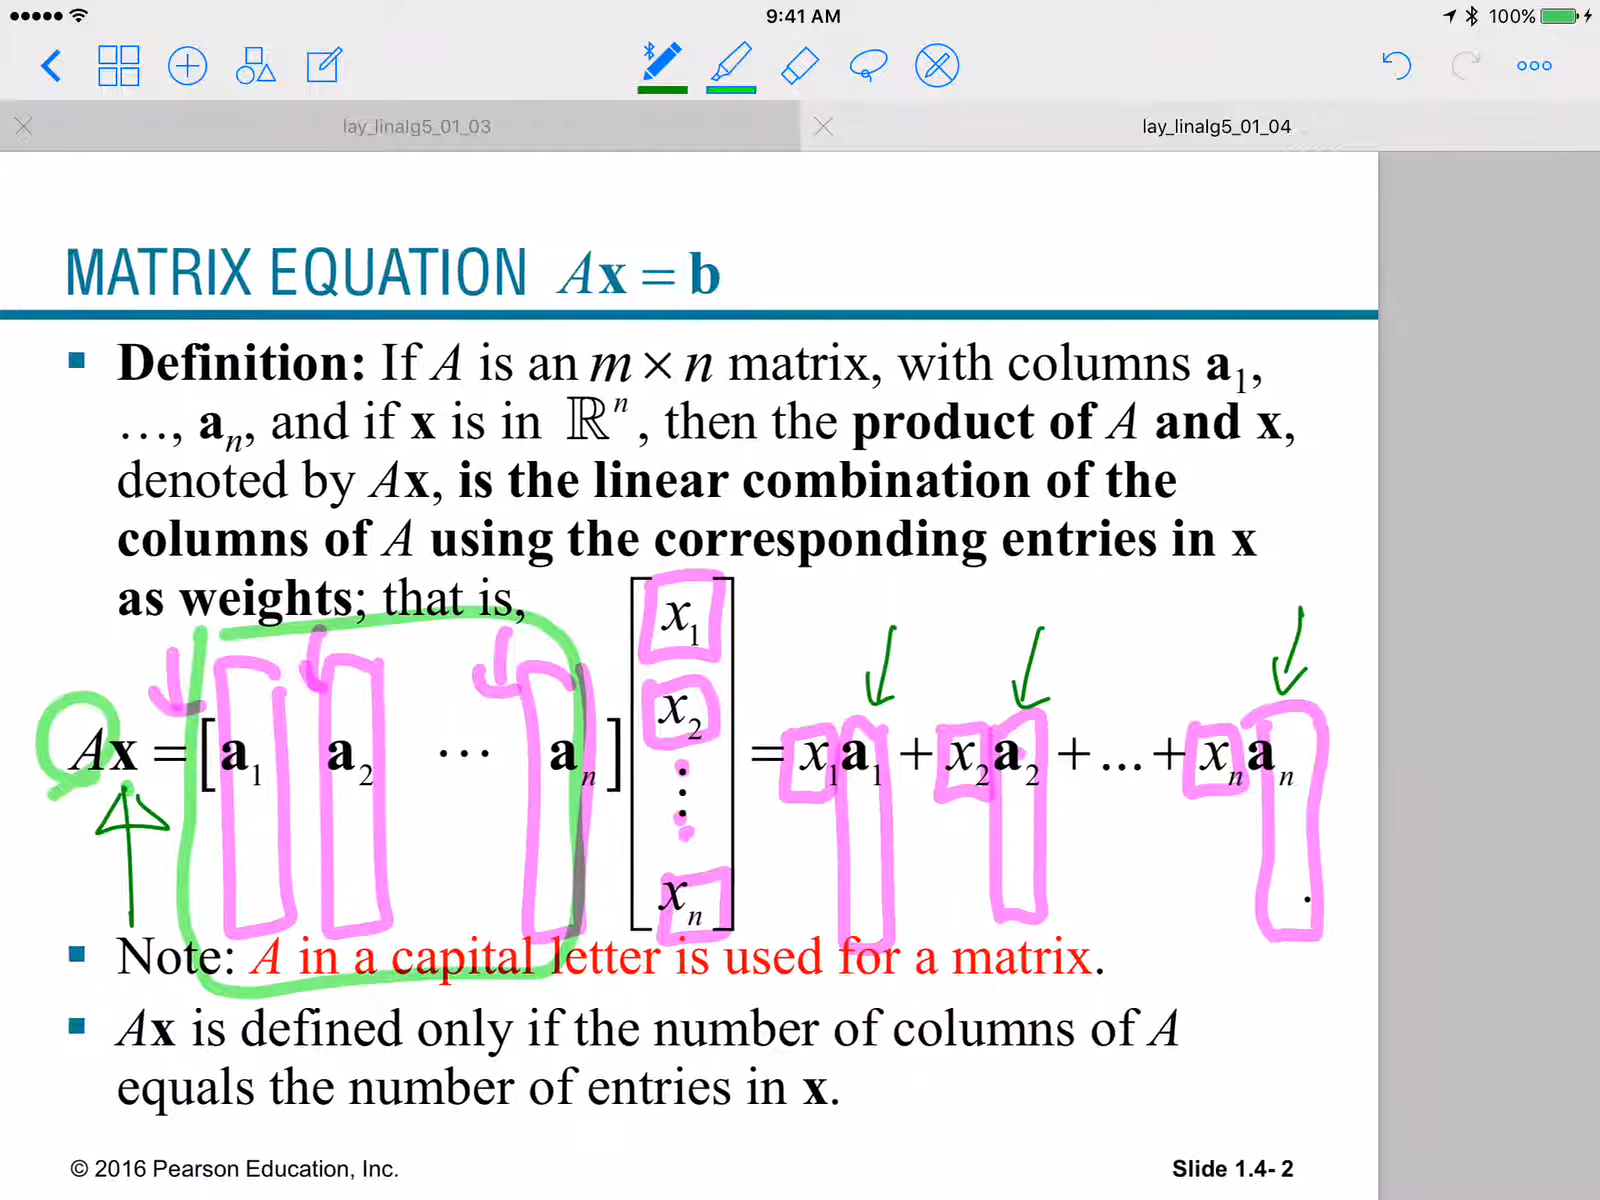 9:41 AM
100%
lay_linalg5_01_03
lay_linalg5_01_04
MATRIX EQUATION Ax = b
Definition: If A is an m × n matrix, with columns a₁,
…, aₙ, and if x is in ℝⁿ, then the product of A and x,
denoted by Ax, is the linear combination of the
columns of A using the corresponding entries in x
as weights; that is,
Ax = [a₁ a₂ ⋯ aₙ] [x₁ x₂ ⋮ xₙ] = x₁a₁ + x₂a₂ + ... + xₙaₙ .
Note: A in a capital letter is used for a matrix.
Ax is defined only if the number of columns of A
equals the number of entries in x.
© 2016 Pearson Education, Inc.
Slide 1.4- 2